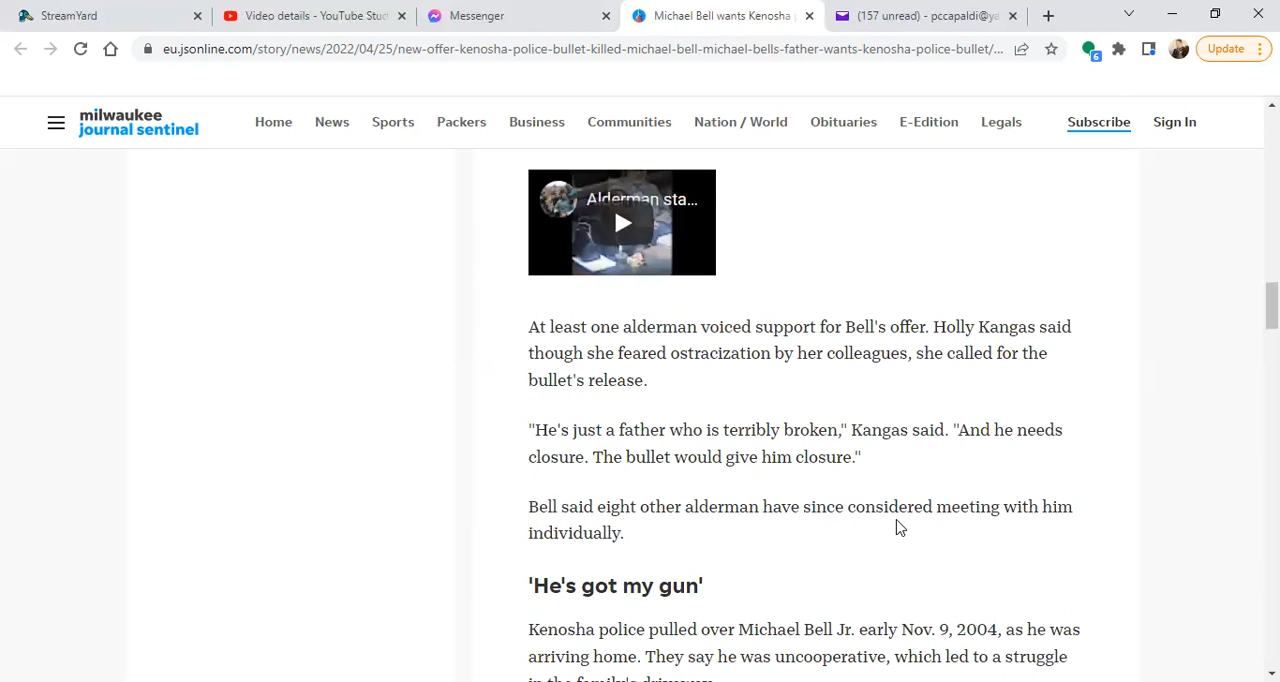 StreamYard
Video details - YouTube Stud
Messenger
Michael Bell wants Kenosha p
(157 unread) - pccapaldi@ya
eu.jsonline.com/story/news/2022/04/25/new-offer-kenosha-police-bullet-killed-michael-bell-michael-bells-father-wants-kenosha-police-bullet/...
6
Update
milwaukee
journal sentinel
Home News Sports Packers Business Communities Nation / World Obituaries E-Edition Legals Subscribe Sign In
Alderman sta...
At least one alderman voiced support for Bell's offer. Holly Kangas said
though she feared ostracization by her colleagues, she called for the
bullet's release.
"He's just a father who is terribly broken," Kangas said. "And he needs
closure. The bullet would give him closure."
Bell said eight other alderman have since considered meeting with him
individually.
'He's got my gun'
Kenosha police pulled over Michael Bell Jr. early Nov. 9, 2004, as he was
arriving home. They say he was uncooperative, which led to a struggle
in the family's driveway.